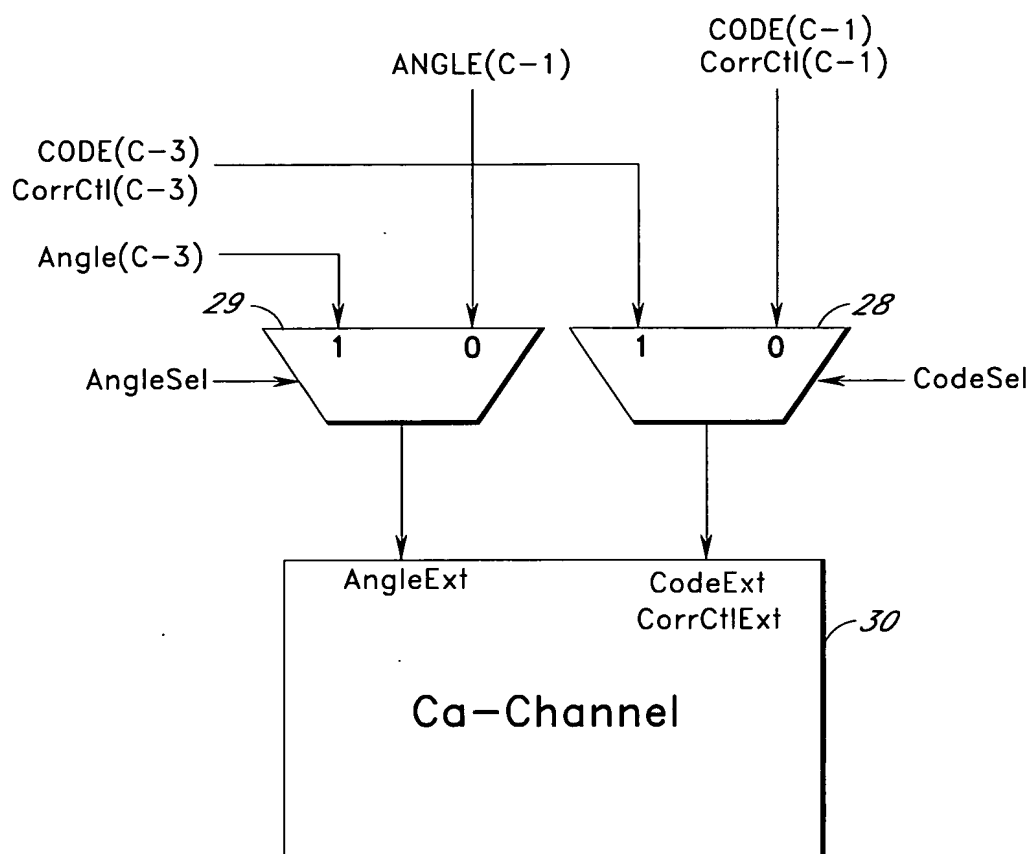 CODE(C-1)
CorrCtl(C-1)
ANGLE(C-1)
CODE(C-3)
CorrCtl(C-3)
Angle(C-3)
29
28
1 0
1 0
AngleSel
CodeSel
AngleExt
CodeExt
CorrCtlExt
30
Ca-Channel